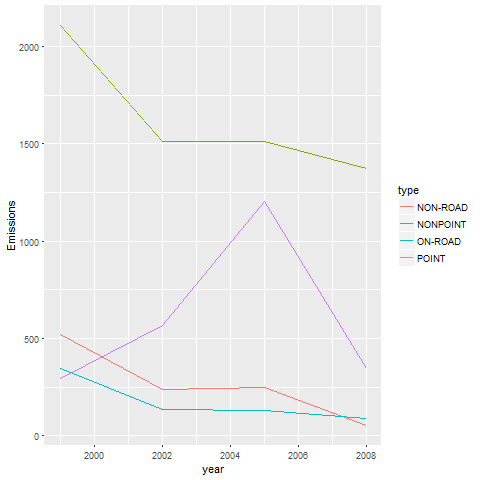 2000
1500
1000
500
0
Emissions
2000
2002
2004
2006
2008
year
type
NON-ROAD
NONPOINT
ON-ROAD
POINT